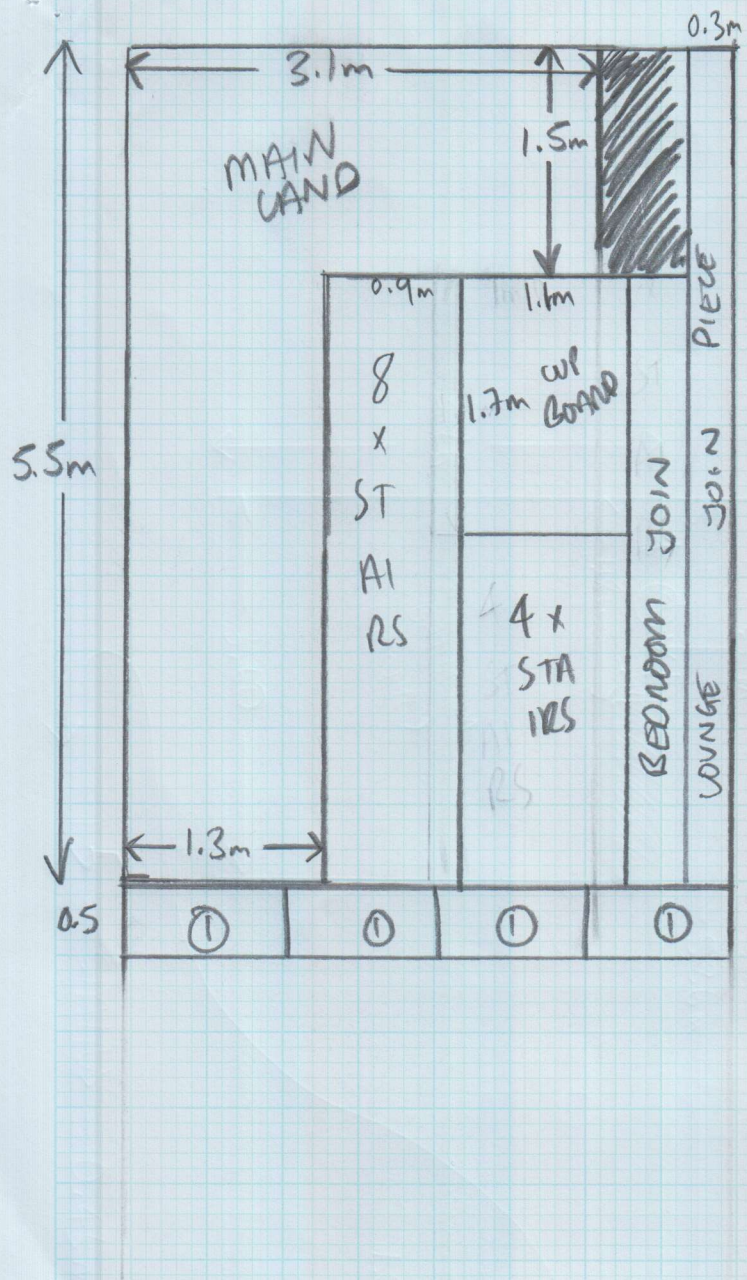 0.3m
3.1m
1.5m
MAIN
LAND
0.9m
1.1m
8
x
ST
AI
RS
1.7m
CUP
BOARD
5.5m
4 x
STA
IRS
BEDROOM JOIN
LOUNGE JOIN PIECE
1.3m
0.5
1
1
1
1